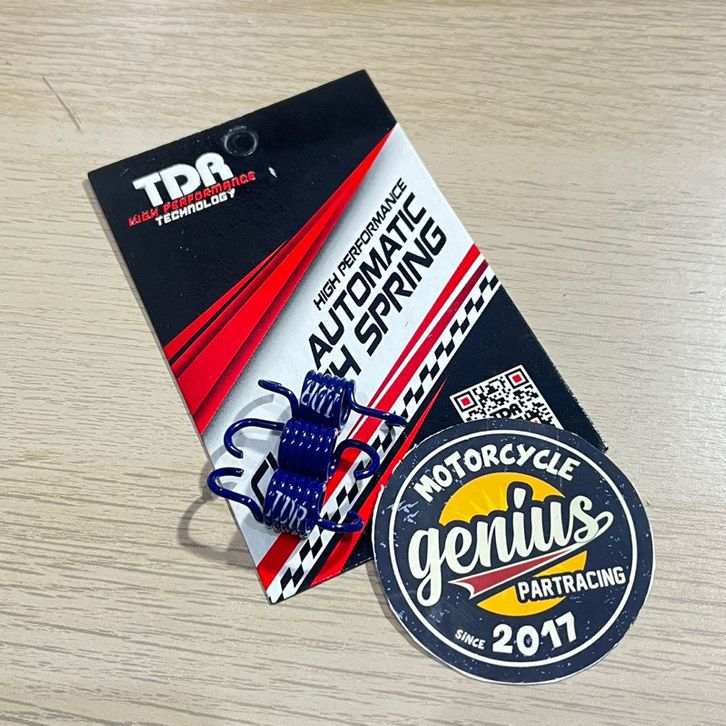 TDR
HIGH PERFORMANCE
TECHNOLOGY
HIGH PERFORMANCE
AUTOMATIC
SPRING
TDR
TDR
MOTORCYCLE
genius
PARTRACING
SINCE 2017